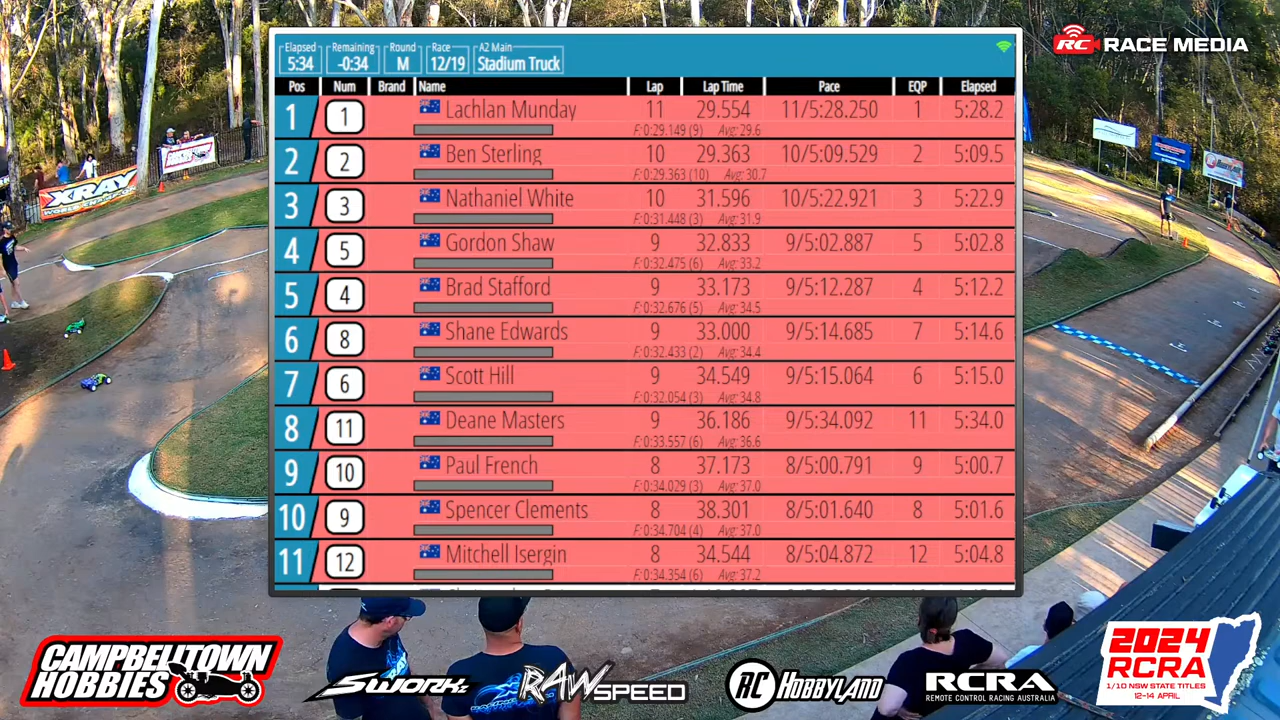 RC RACE MEDIA
Elapsed Remaining Round Race A2 Main
5:34 -0:34 M 12/19 Stadium Truck
Pos Num Brand Name Lap Lap Time Pace EQP Elapsed
1 1 Lachlan Munday 11 29.554 11/5:28.250 1 5:28.2
F:0:29.149 (9) Avg:29.6
2 2 Ben Sterling 10 29.363 10/5:09.529 2 5:09.5
F:0:29.363 (10) Avg:30.7
3 3 Nathaniel White 10 31.596 10/5:22.921 3 5:22.9
F:0:31.448 (3) Avg:31.9
4 5 Gordon Shaw 9 32.833 9/5:02.887 5 5:02.8
F:0:32.475 (6) Avg:33.2
5 4 Brad Stafford 9 33.173 9/5:12.287 4 5:12.2
F:0:32.676 (5) Avg:34.5
6 8 Shane Edwards 9 33.000 9/5:14.685 7 5:14.6
F:0:32.433 (2) Avg:34.4
7 6 Scott Hill 9 34.549 9/5:15.064 6 5:15.0
F:0:32.054 (3) Avg:34.8
8 11 Deane Masters 9 36.186 9/5:34.092 11 5:34.0
F:0:33.557 (6) Avg:36.6
9 10 Paul French 8 37.173 8/5:00.791 9 5:00.7
F:0:34.029 (3) Avg:37.0
10 9 Spencer Clements 8 38.301 8/5:01.640 8 5:01.6
F:0:34.704 (4) Avg:37.0
11 12 Mitchell Isergin 8 34.544 8/5:04.872 12 5:04.8
F:0:34.354 (6) Avg:37.2
XRAY
CAMPBELLTOWN
HOBBIES
SWORKz
RAW SPEED
RC HOBBYLAND
RCRA
REMOTE CONTROL RACING AUSTRALIA
2024
RCRA
1/10 NSW STATE TITLES
12-14 APRIL